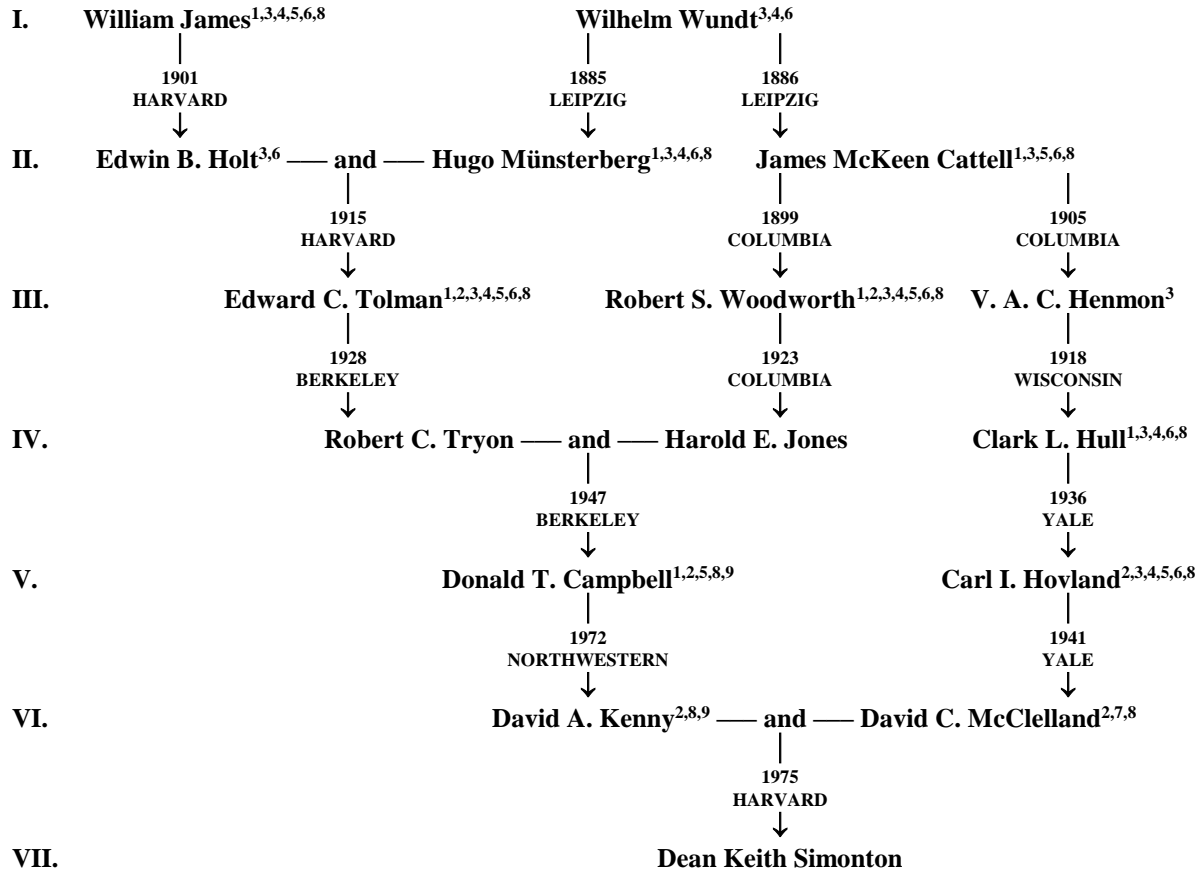 I. William James1,3,4,5,6,8 Wilhelm Wundt3,4,6
1901 1885 1886
HARVARD LEIPZIG LEIPZIG
II. Edwin B. Holt3,6 —– and —– Hugo Münsterberg1,3,4,6,8 James McKeen Cattell1,3,5,6,8
1915 1899 1905
HARVARD COLUMBIA COLUMBIA
III. Edward C. Tolman1,2,3,4,5,6,8 Robert S. Woodworth1,2,3,4,5,6,8 V. A. C. Henmon3
1928 1923 1918
BERKELEY COLUMBIA WISCONSIN
IV. Robert C. Tryon —– and —– Harold E. Jones Clark L. Hull1,3,4,6,8
1947 1936
BERKELEY YALE
V. Donald T. Campbell1,2,5,8,9 Carl I. Hovland2,3,4,5,6,8
1972 1941
NORTHWESTERN YALE
VI. David A. Kenny2,8,9 —– and —– David C. McClelland2,7,8
1975
HARVARD
VII. Dean Keith Simonton